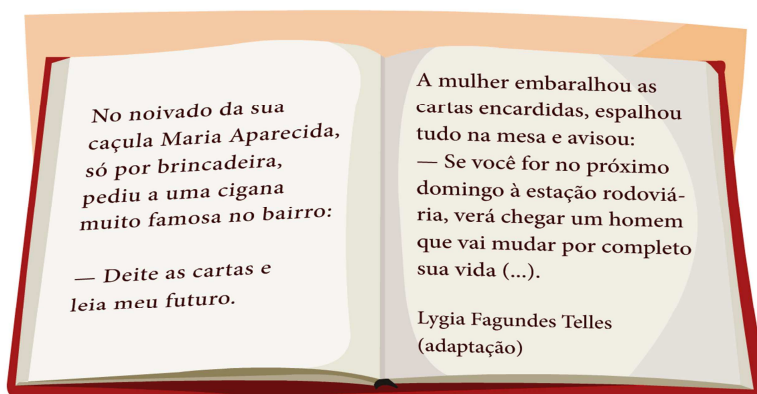 No noivado da sua
caçula Maria Aparecida,
só por brincadeira,
pediu a uma cigana
muito famosa no bairro:
— Deite as cartas e
leia meu futuro.
A mulher embaralhou as
cartas encardidas, espalhou
tudo na mesa e avisou:
— Se você for no próximo
domingo à estação rodoviá-
ria, verá chegar um homem
que vai mudar por completo
sua vida (...).
Lygia Fagundes Telles
(adaptação)